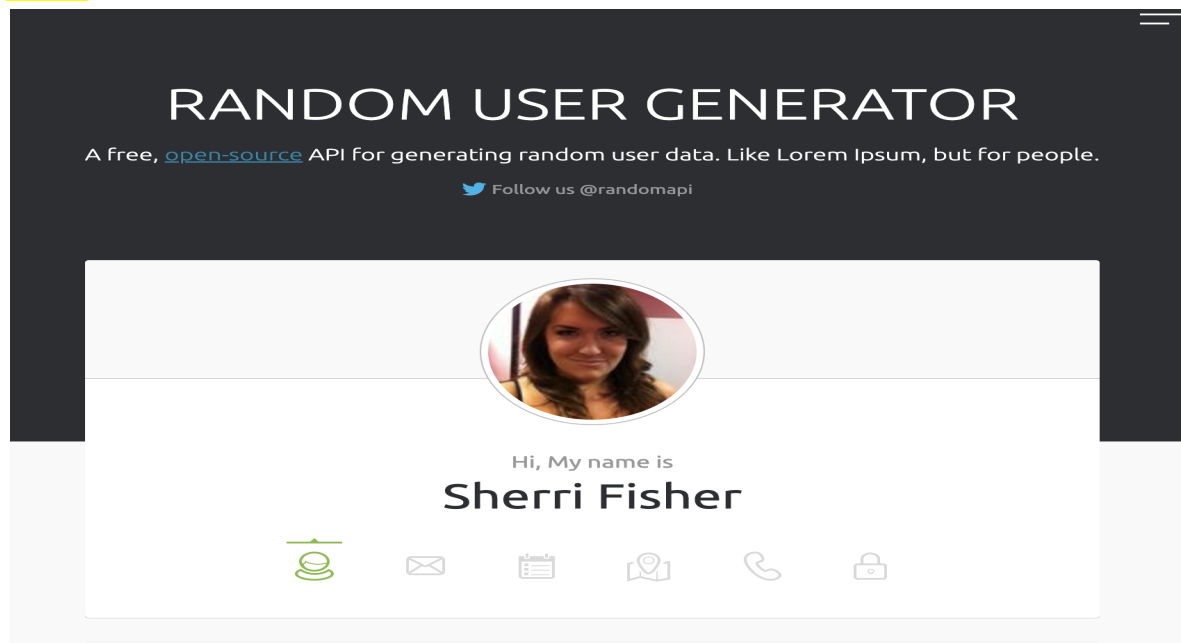 RANDOM USER GENERATOR
A free, open-source API for generating random user data. Like Lorem Ipsum, but for people.
Follow us @randomapi
Hi, My name is
Sherri Fisher